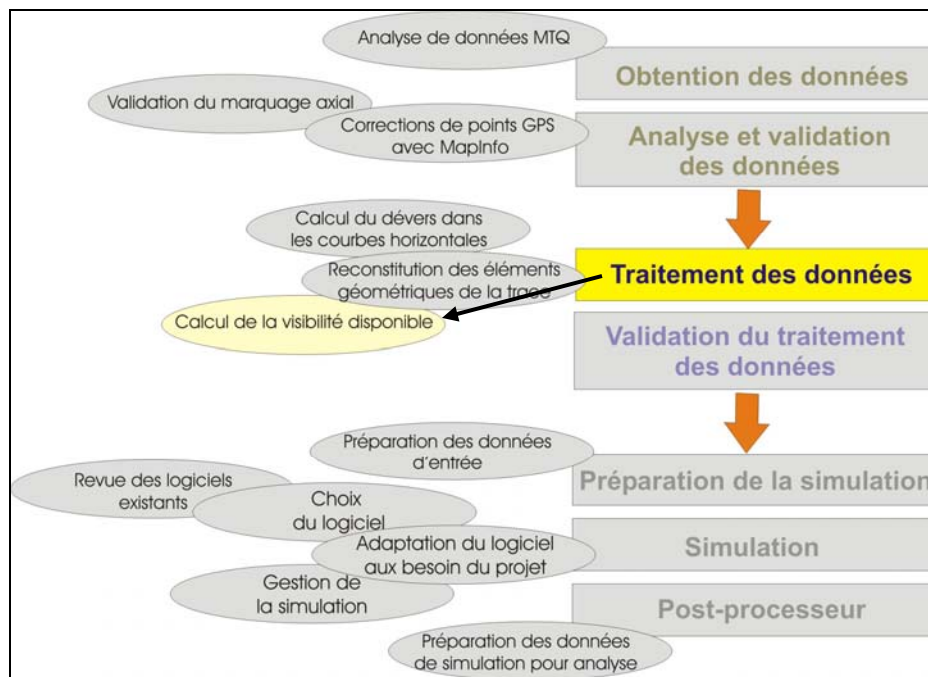 Analyse de données MTQ
Obtention des données
Validation du marquage axial
Corrections de points GPS
avec MapInfo
Analyse et validation
des données
Calcul du dévers dans
les courbes horizontales
Reconstitution des éléments
géométriques de la trace
Traitement des données
Calcul de la visibilité disponible
Validation du traitement
des données
Préparation des données
d'entrée
Préparation de la simulation
Revue des logiciels
existants
Choix
du logiciel
Adaptation du logiciel
aux besoin du projet
Simulation
Gestion de
la simulation
Post-processeur
Préparation des données
de simulation pour analyse